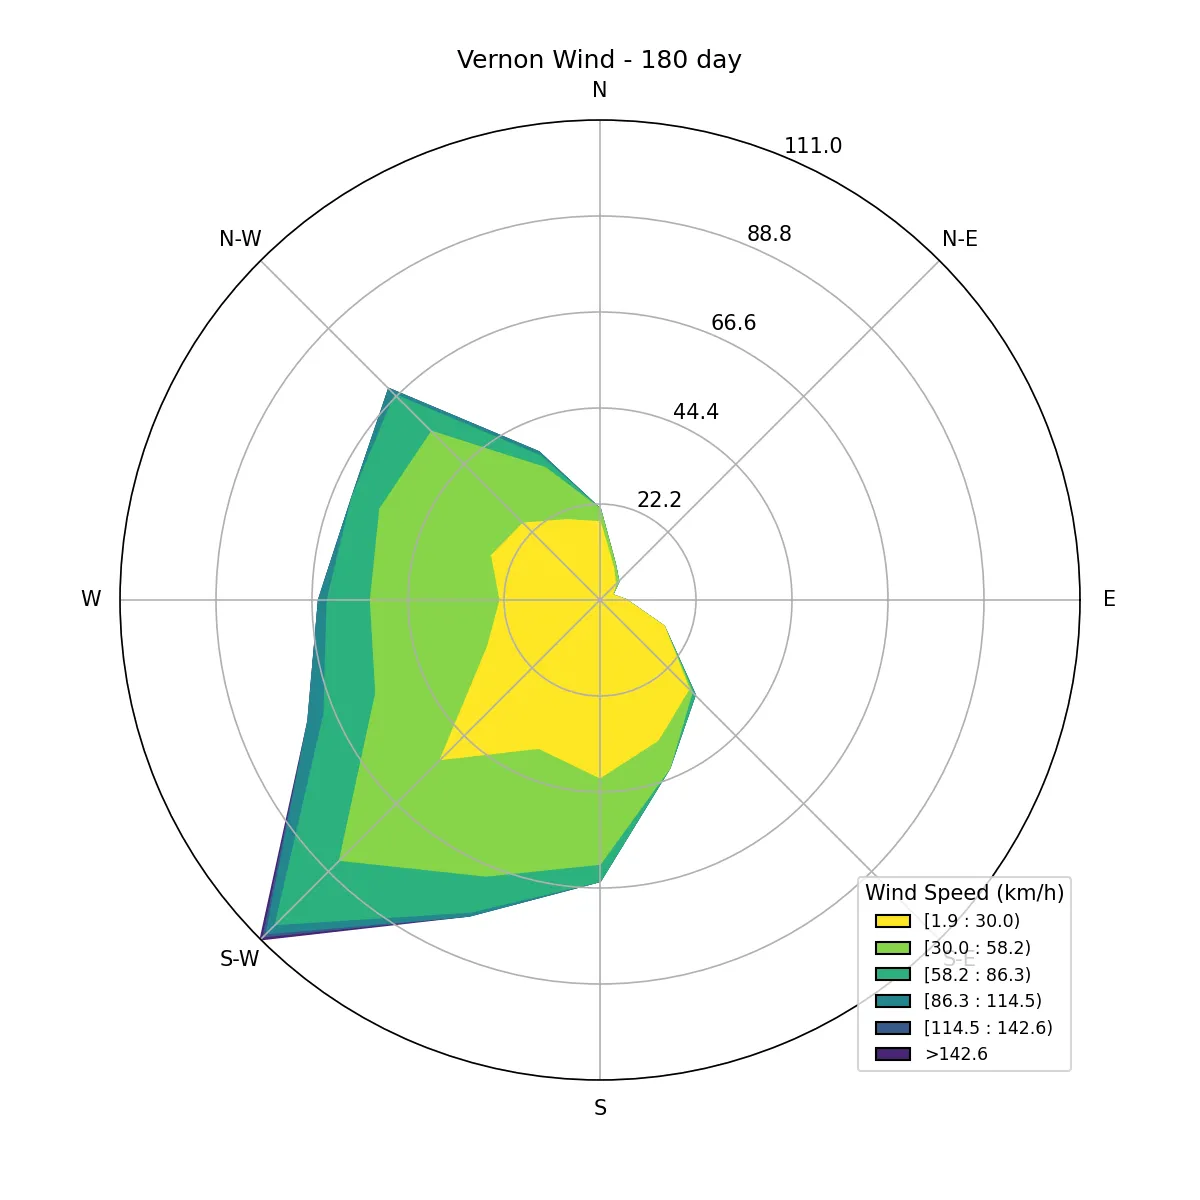 Vernon Wind - 180 day
N
111.0
88.8
N-W
N-E
66.6
44.4
22.2
W
E
Wind Speed (km/h)
[1.9 : 30.0)
[30.0 : 58.2)
S-W
S-E
[58.2 : 86.3)
[86.3 : 114.5)
[114.5 : 142.6)
>142.6
S